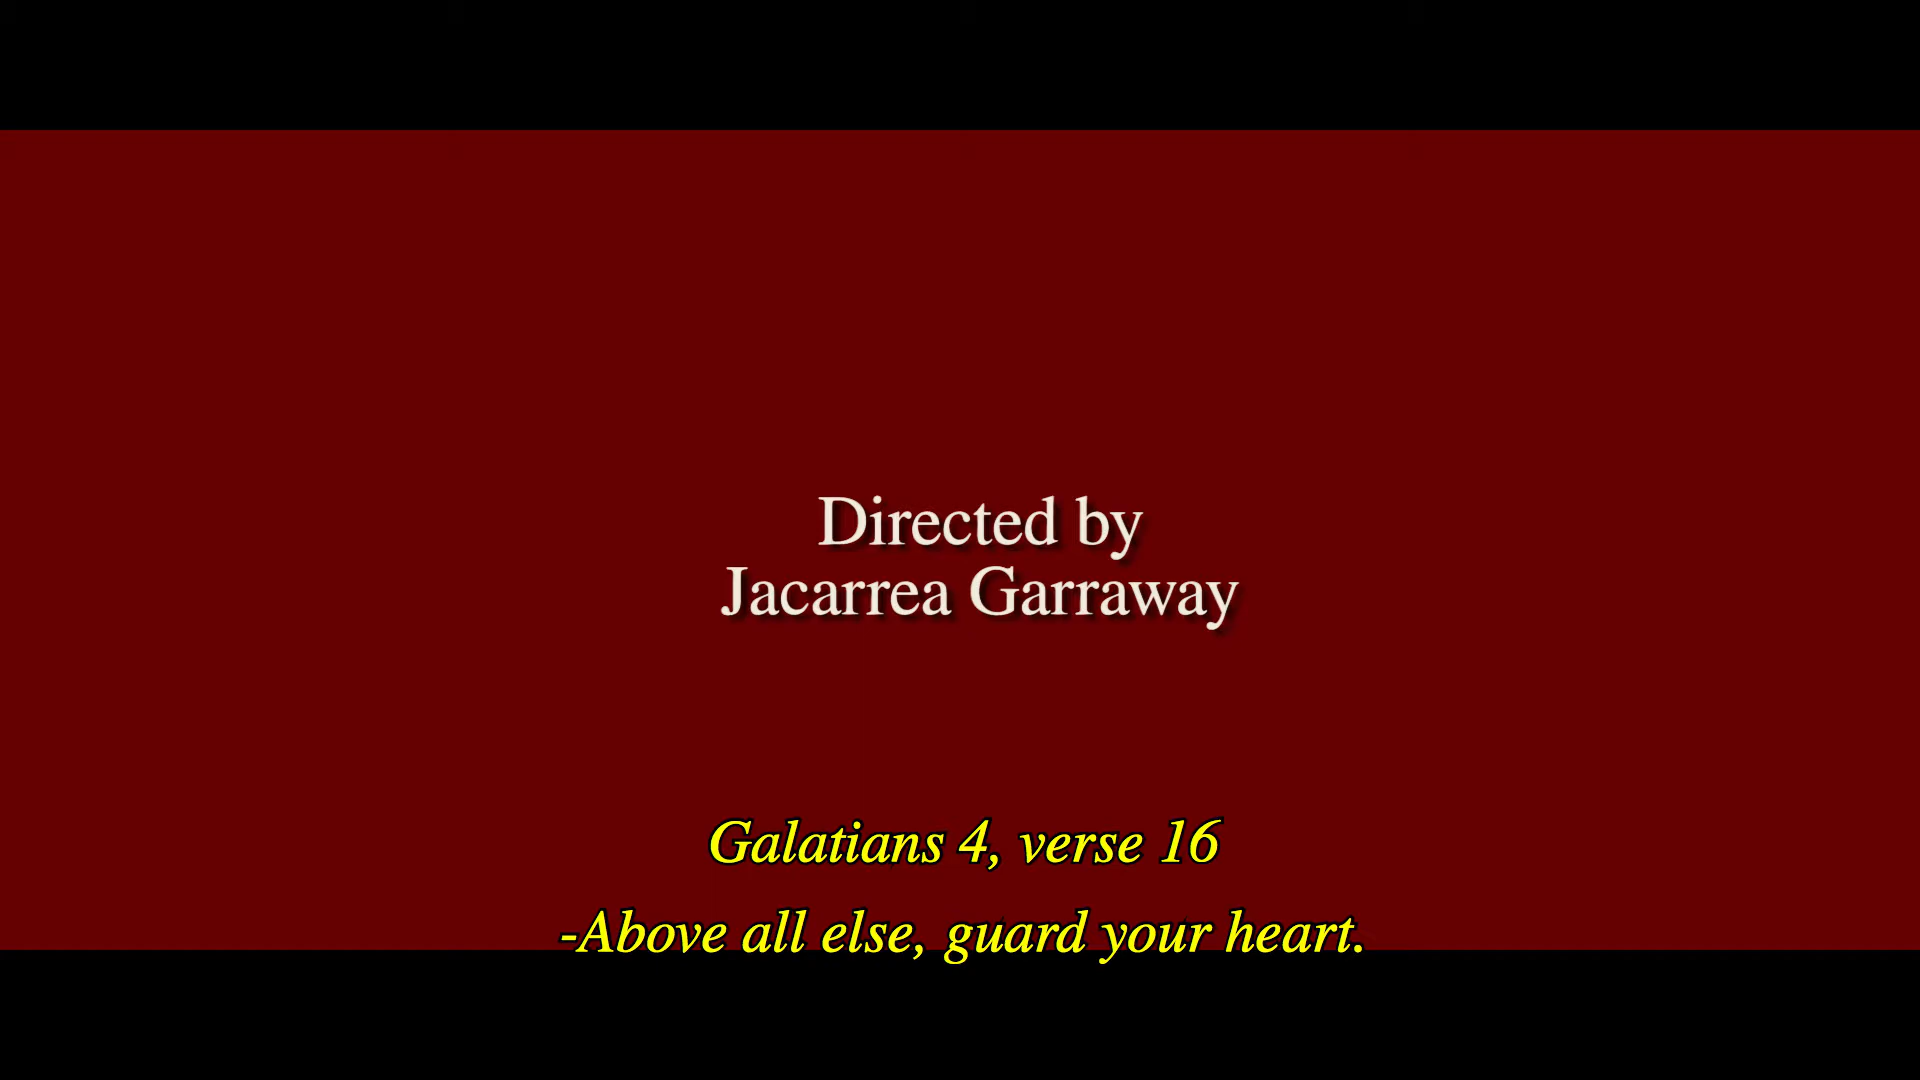 Directed by
Jacarrea Garraway
Galatians 4, verse 16
-Above all else, guard your heart.